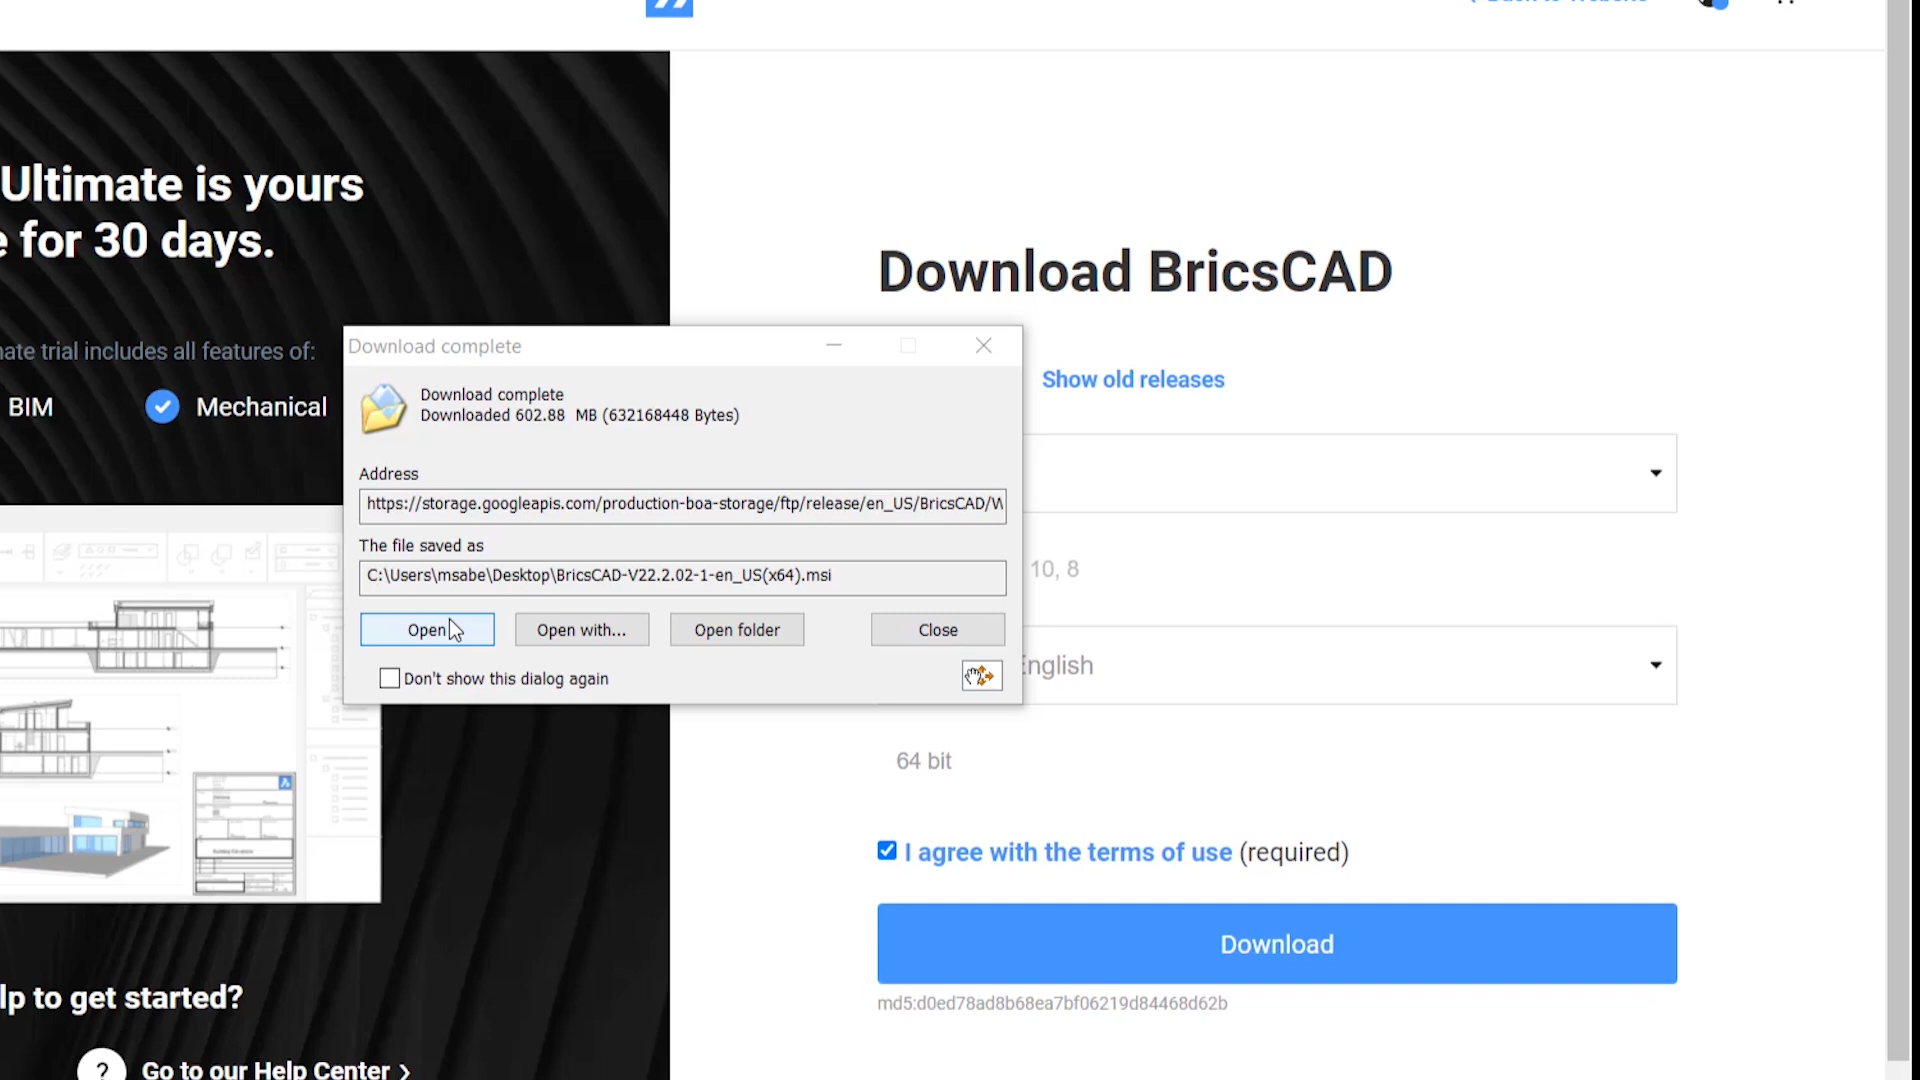 Ultimate is yours
e for 30 days.
ate trial includes all features of:
BIM
Mechanical
lp to get started?
?
Go to our Help Center ›
Download complete
Download complete
Downloaded 602.88 MB (632168448 Bytes)
Address
https://storage.googleapis.com/production-boa-storage/ftp/release/en_US/BricsCAD/W
The file saved as
C:\Users\msabe\Desktop\BricsCAD-V22.2.02-1-en_US(x64).msi
Open
Open with...
Open folder
Close
Don't show this dialog again
Download BricsCAD
Show old releases
10, 8
English
64 bit
I agree with the terms of use (required)
Download
md5:d0ed78ad8b68ea7bf06219d84468d62b